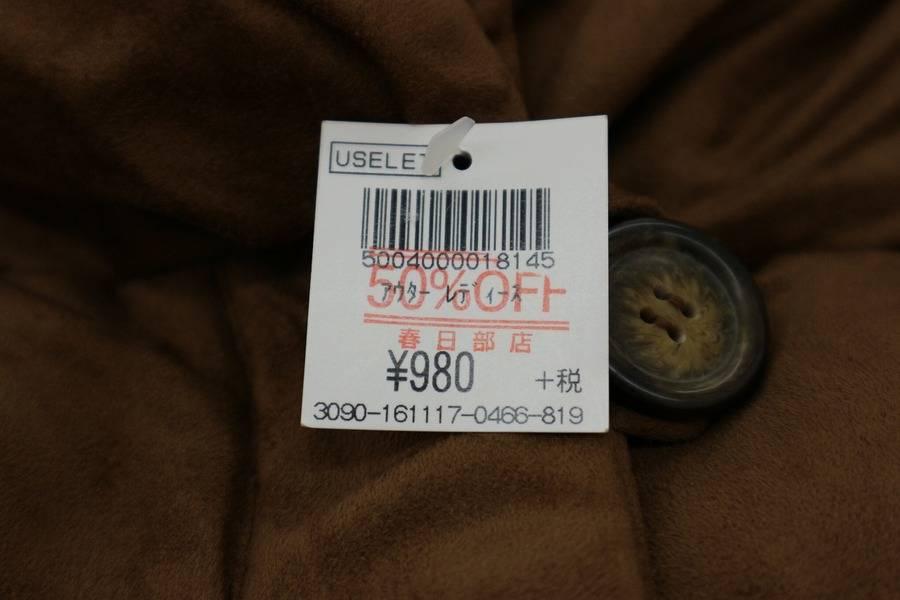 USELET
5004000018145
50%OFF
ｱｳﾀｰ ﾚﾃﾞｨｰｽ
春日部店
¥980 +税
3090-161117-0466-819